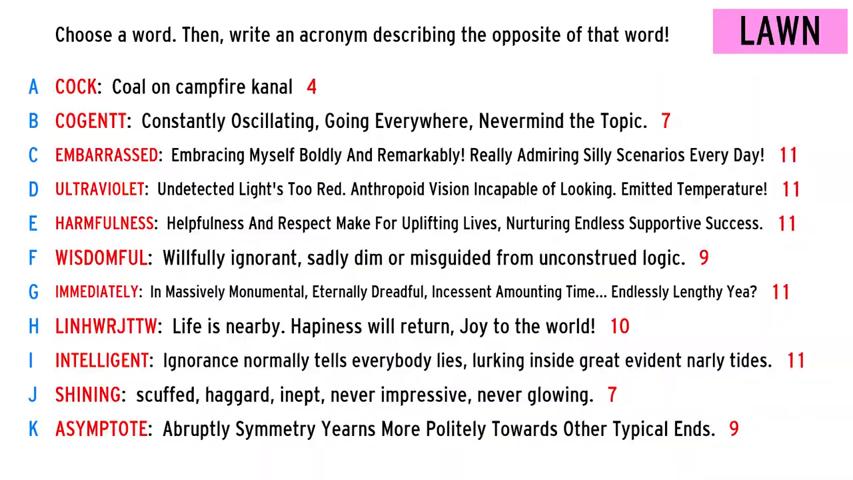 Choose a word. Then, write an acronym describing the opposite of that word!
LAWN
A COCK: Coal on campfire kanal 4
B COGENTT: Constantly Oscillating, Going Everywhere, Nevermind the Topic. 7
C EMBARRASSED: Embracing Myself Boldly And Remarkably! Really Admiring Silly Scenarios Every Day! 11
D ULTRAVIOLET: Undetected Light's Too Red. Anthropoid Vision Incapable of Looking. Emitted Temperature! 11
E HARMFULNESS: Helpfulness And Respect Make For Uplifting Lives, Nurturing Endless Supportive Success. 11
F WISDOMFUL: Willfully ignorant, sadly dim or misguided from unconstrued logic. 9
G IMMEDIATELY: In Massively Monumental, Eternally Dreadful, Incessent Amounting Time... Endlessly Lengthy Yea? 11
H LINHWRJTTW: Life is nearby. Hapiness will return, Joy to the world! 10
I INTELLIGENT: Ignorance normally tells everybody lies, lurking inside great evident narly tides. 11
J SHINING: scuffed, haggard, inept, never impressive, never glowing. 7
K ASYMPTOTE: Abruptly Symmetry Yearns More Politely Towards Other Typical Ends. 9